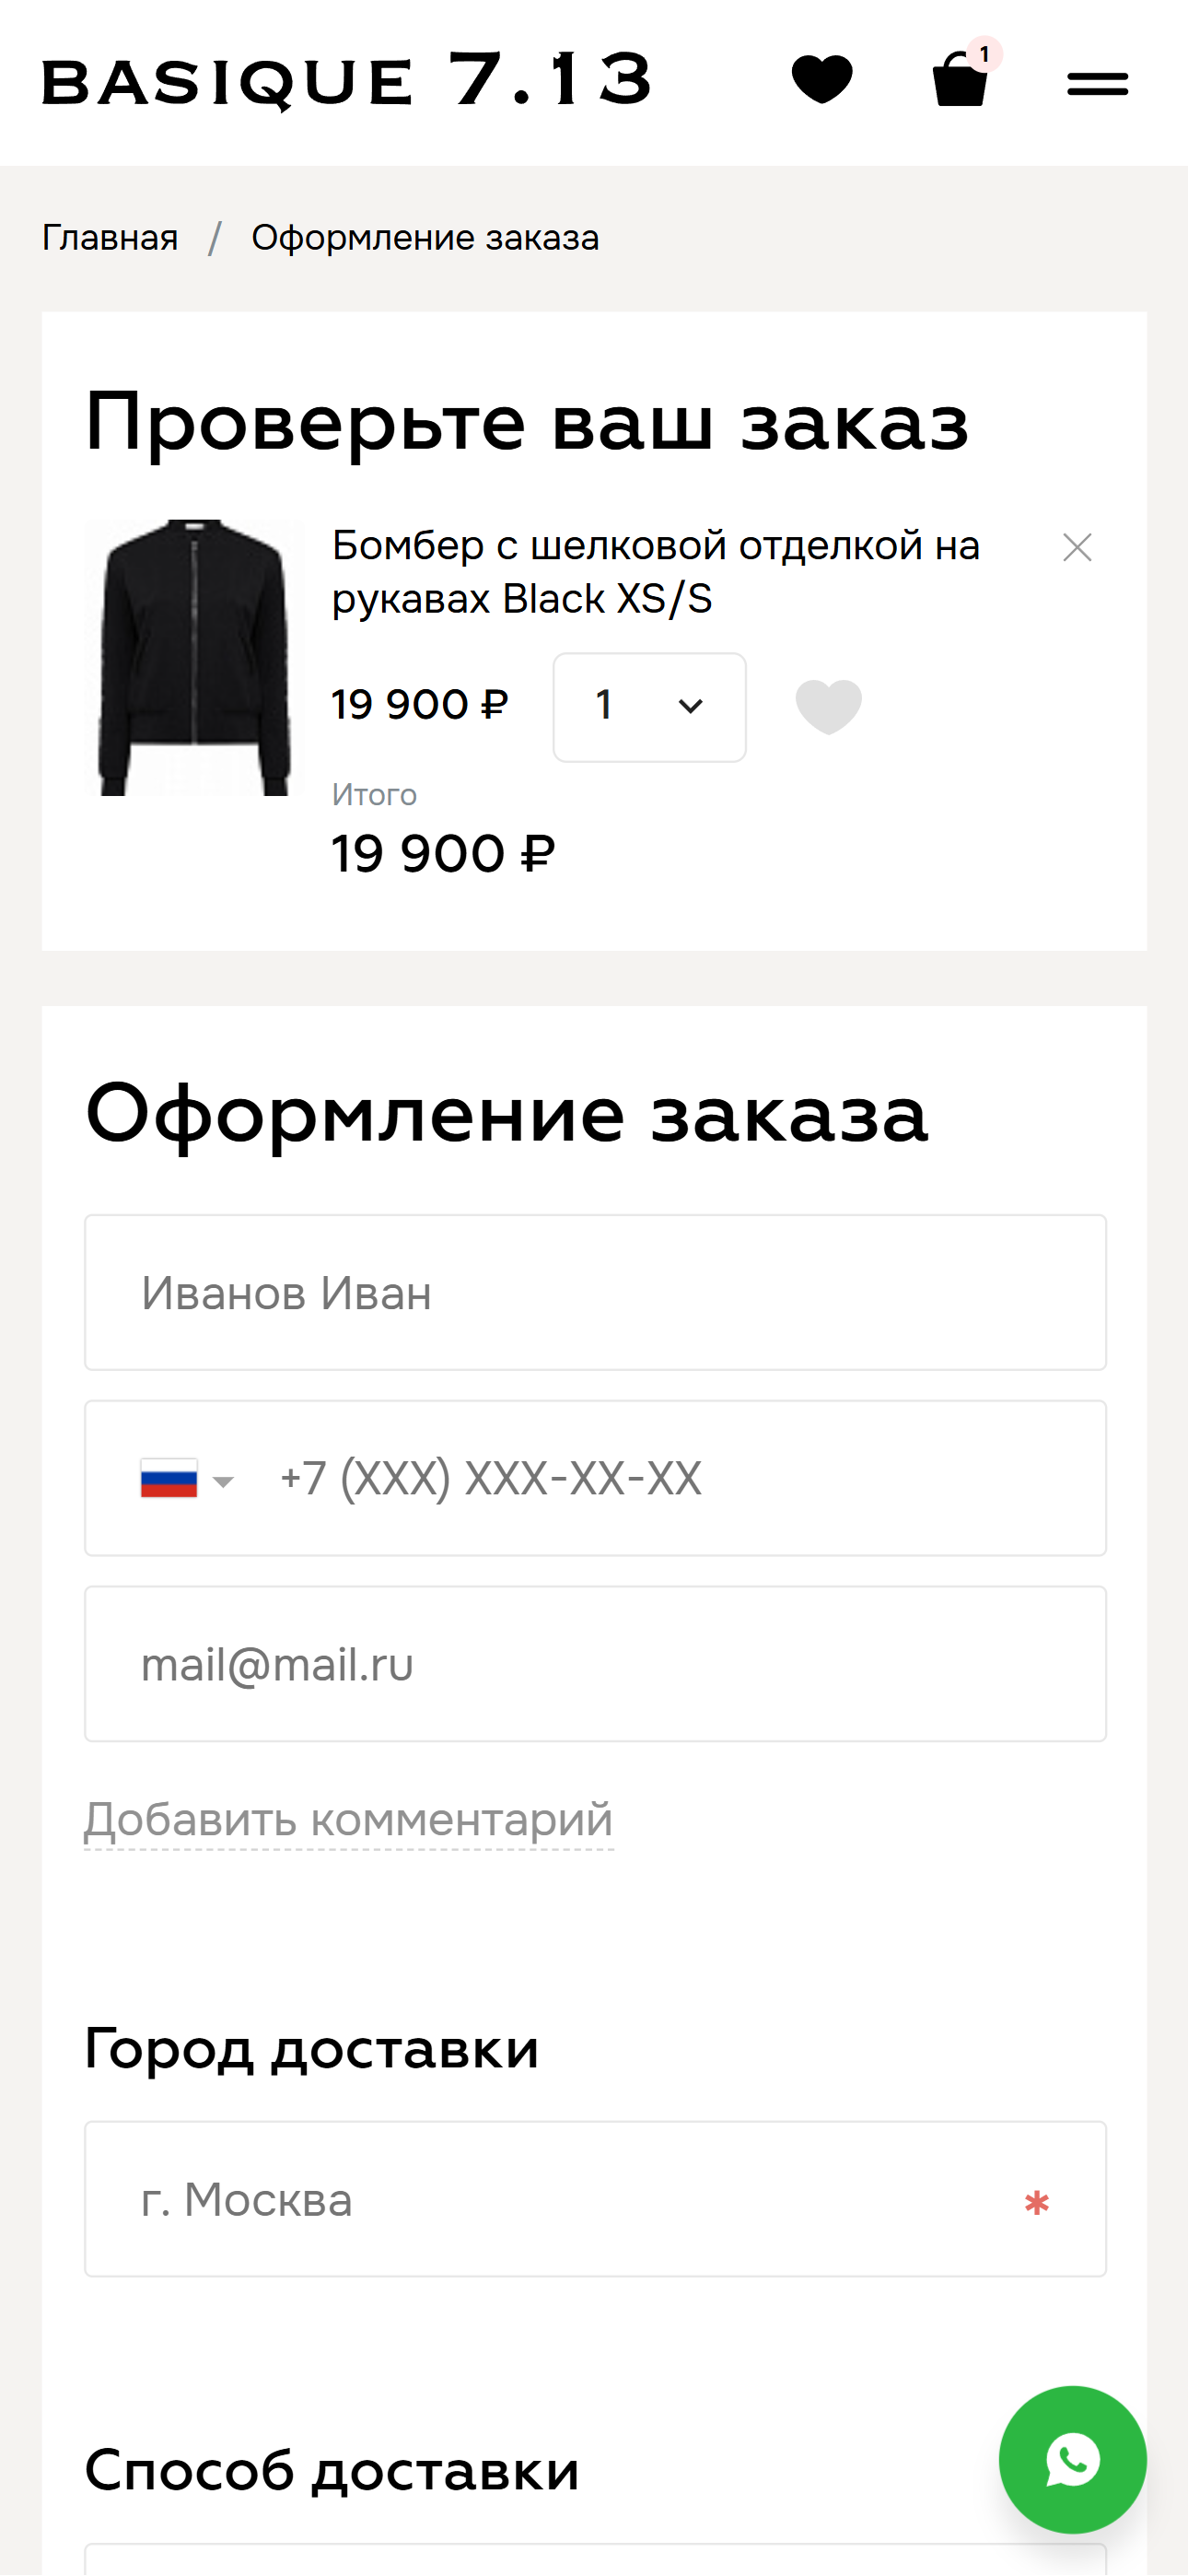 BASIQUE 7.13
1
Главная / Оформление заказа
Проверьте ваш заказ
Бомбер с шелковой отделкой на
рукавах Black XS/S
19 900 ₽
1
Итого
19 900 ₽
Оформление заказа
Иванов Иван
+7 (XXX) XXX-XX-XX
mail@mail.ru
Добавить комментарий
Город доставки
г. Москва *
Способ доставки